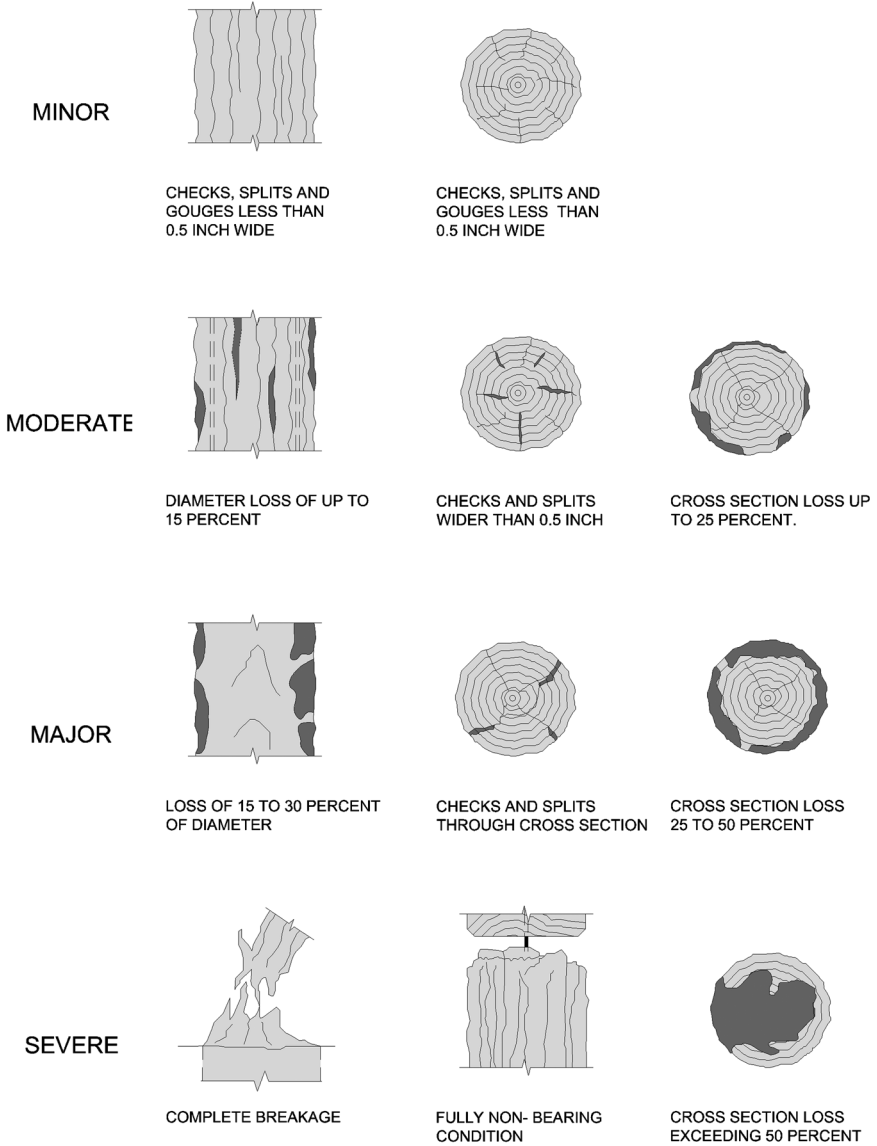 MINOR
CHECKS, SPLITS AND
GOUGES LESS THAN
0.5 INCH WIDE
CHECKS, SPLITS AND
GOUGES LESS THAN
0.5 INCH WIDE
MODERATE
DIAMETER LOSS OF UP TO
15 PERCENT
CHECKS AND SPLITS
WIDER THAN 0.5 INCH
CROSS SECTION LOSS UP
TO 25 PERCENT.
MAJOR
LOSS OF 15 TO 30 PERCENT
OF DIAMETER
CHECKS AND SPLITS
THROUGH CROSS SECTION
CROSS SECTION LOSS
25 TO 50 PERCENT
SEVERE
COMPLETE BREAKAGE
FULLY NON- BEARING
CONDITION
CROSS SECTION LOSS
EXCEEDING 50 PERCENT